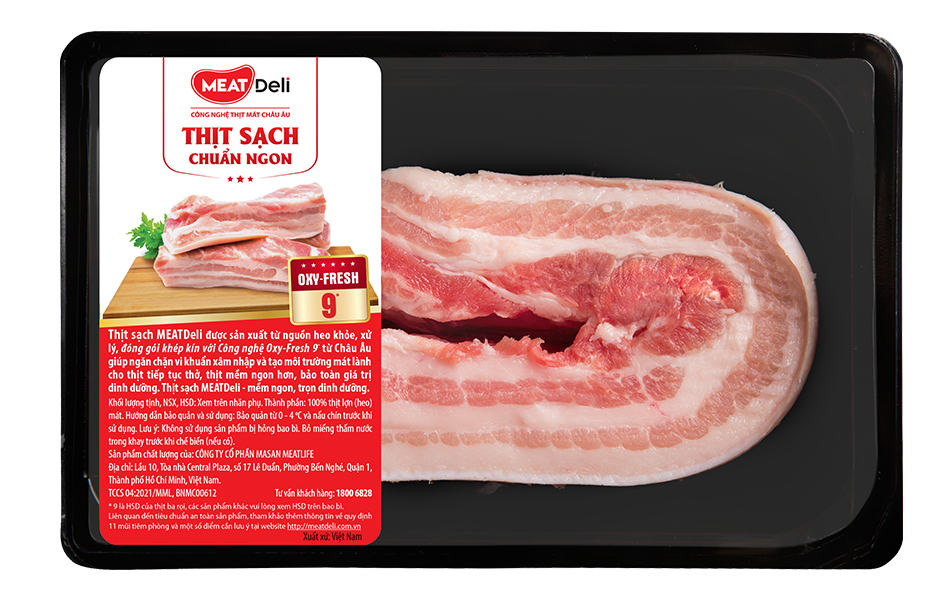 MEAT Deli
CÔNG NGHỆ THỊT MÁT CHÂU ÂU
THỊT SẠCH
CHUẨN NGON
OXY-FRESH
9*
Thịt sạch MEATDeli được sản xuất từ nguồn heo khỏe, xử
lý, đóng gói khép kín với Công nghệ Oxy-Fresh 9* từ Châu Âu
giúp ngăn chặn vi khuẩn xâm nhập và tạo môi trường mát lành
cho thịt tiếp tục thở, thịt mềm ngon hơn, bảo toàn giá trị
dinh dưỡng. Thịt sạch MEATDeli - mềm ngon, trọn dinh dưỡng.
Khối lượng tịnh, NSX, HSD: Xem trên nhãn phụ. Thành phần: 100% thịt lợn (heo)
mát. Hướng dẫn bảo quản và sử dụng: Bảo quản từ 0 - 4 °C và nấu chín trước khi
sử dụng. Lưu ý: Không sử dụng sản phẩm bị hỏng bao bì. Bỏ miếng thấm nước
trong khay trước khi chế biến (nếu có).
Sản phẩm chất lượng của: CÔNG TY CỔ PHẦN MASAN MEATLIFE
Địa chỉ: Lầu 10, Tòa nhà Central Plaza, số 17 Lê Duẩn, Phường Bến Nghé, Quận 1,
Thành phố Hồ Chí Minh, Việt Nam.
TCCS 04:2021/MML, BNMC00612 Tư vấn khách hàng: 1800 6828
* 9 là HSD của thịt ba rọi, các sản phẩm khác vui lòng xem HSD trên bao bì.
Liên quan đến tiêu chuẩn an toàn sản phẩm, tham khảo thêm thông tin về quy định
11 mũi tiêm phòng và một số điểm cần lưu ý tại website http://meatdeli.com.vn
Xuất xứ: Việt Nam